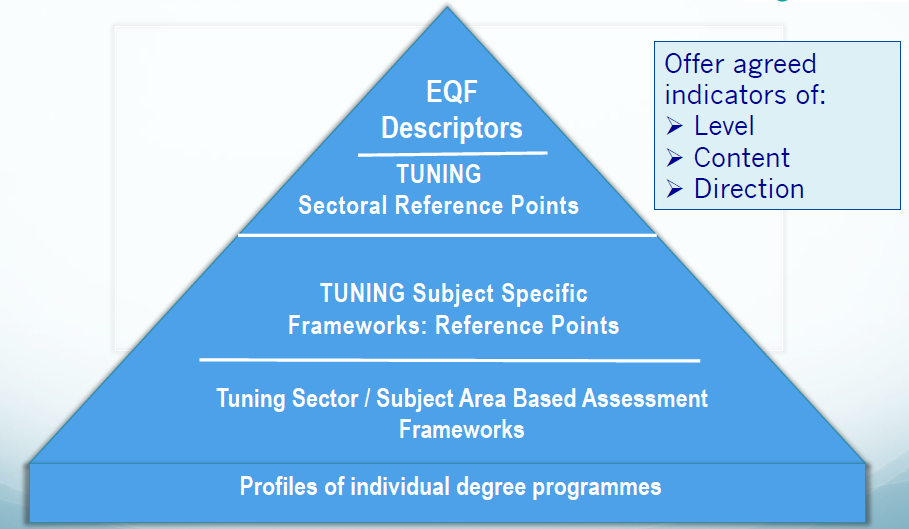 EQF
Descriptors
TUNING
Sectoral Reference Points
TUNING Subject Specific
Frameworks: Reference Points
Tuning Sector / Subject Area Based Assessment
Frameworks
Profiles of individual degree programmes
Offer agreed
indicators of:
➢ Level
➢ Content
➢ Direction